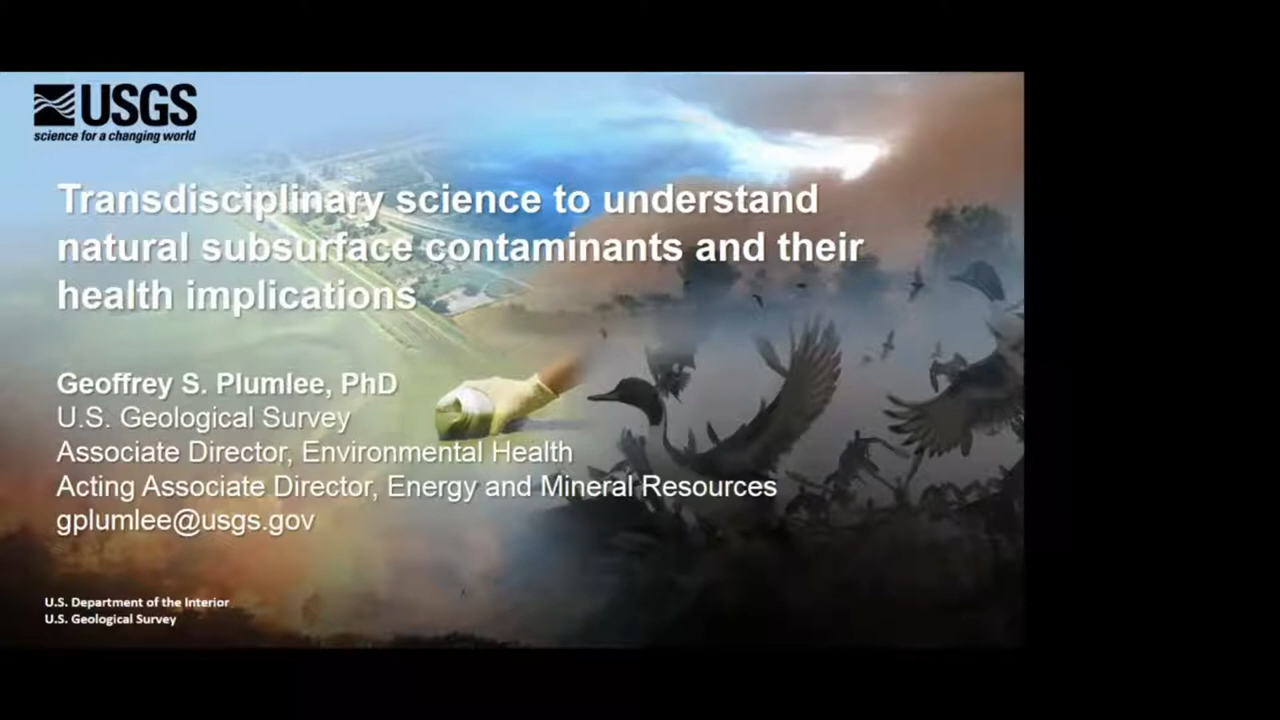 USGS
science for a changing world
Transdisciplinary science to understand
natural subsurface contaminants and their
health implications
Geoffrey S. Plumlee, PhD
U.S. Geological Survey
Associate Director, Environmental Health
Acting Associate Director, Energy and Mineral Resources
gplumlee@usgs.gov
U.S. Department of the Interior
U.S. Geological Survey